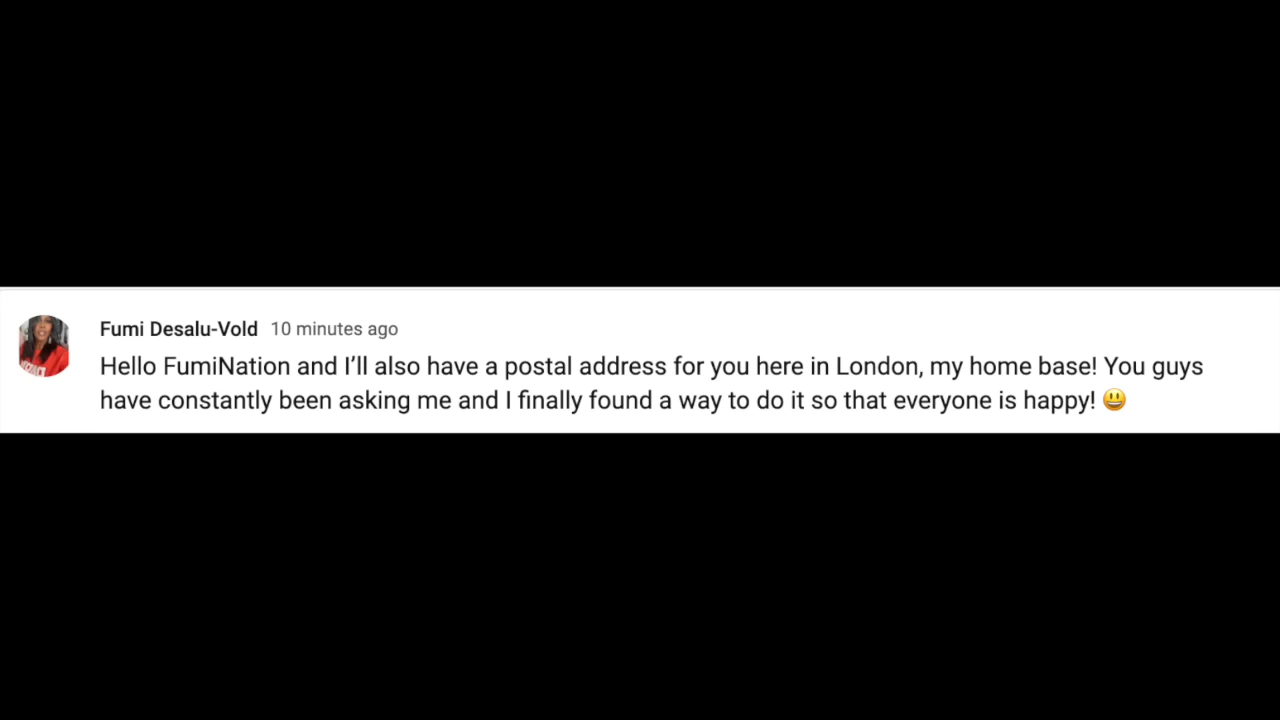 Fumi Desalu-Vold 10 minutes ago
Hello FumiNation and I’ll also have a postal address for you here in London, my home base! You guys
have constantly been asking me and I finally found a way to do it so that everyone is happy! 😃